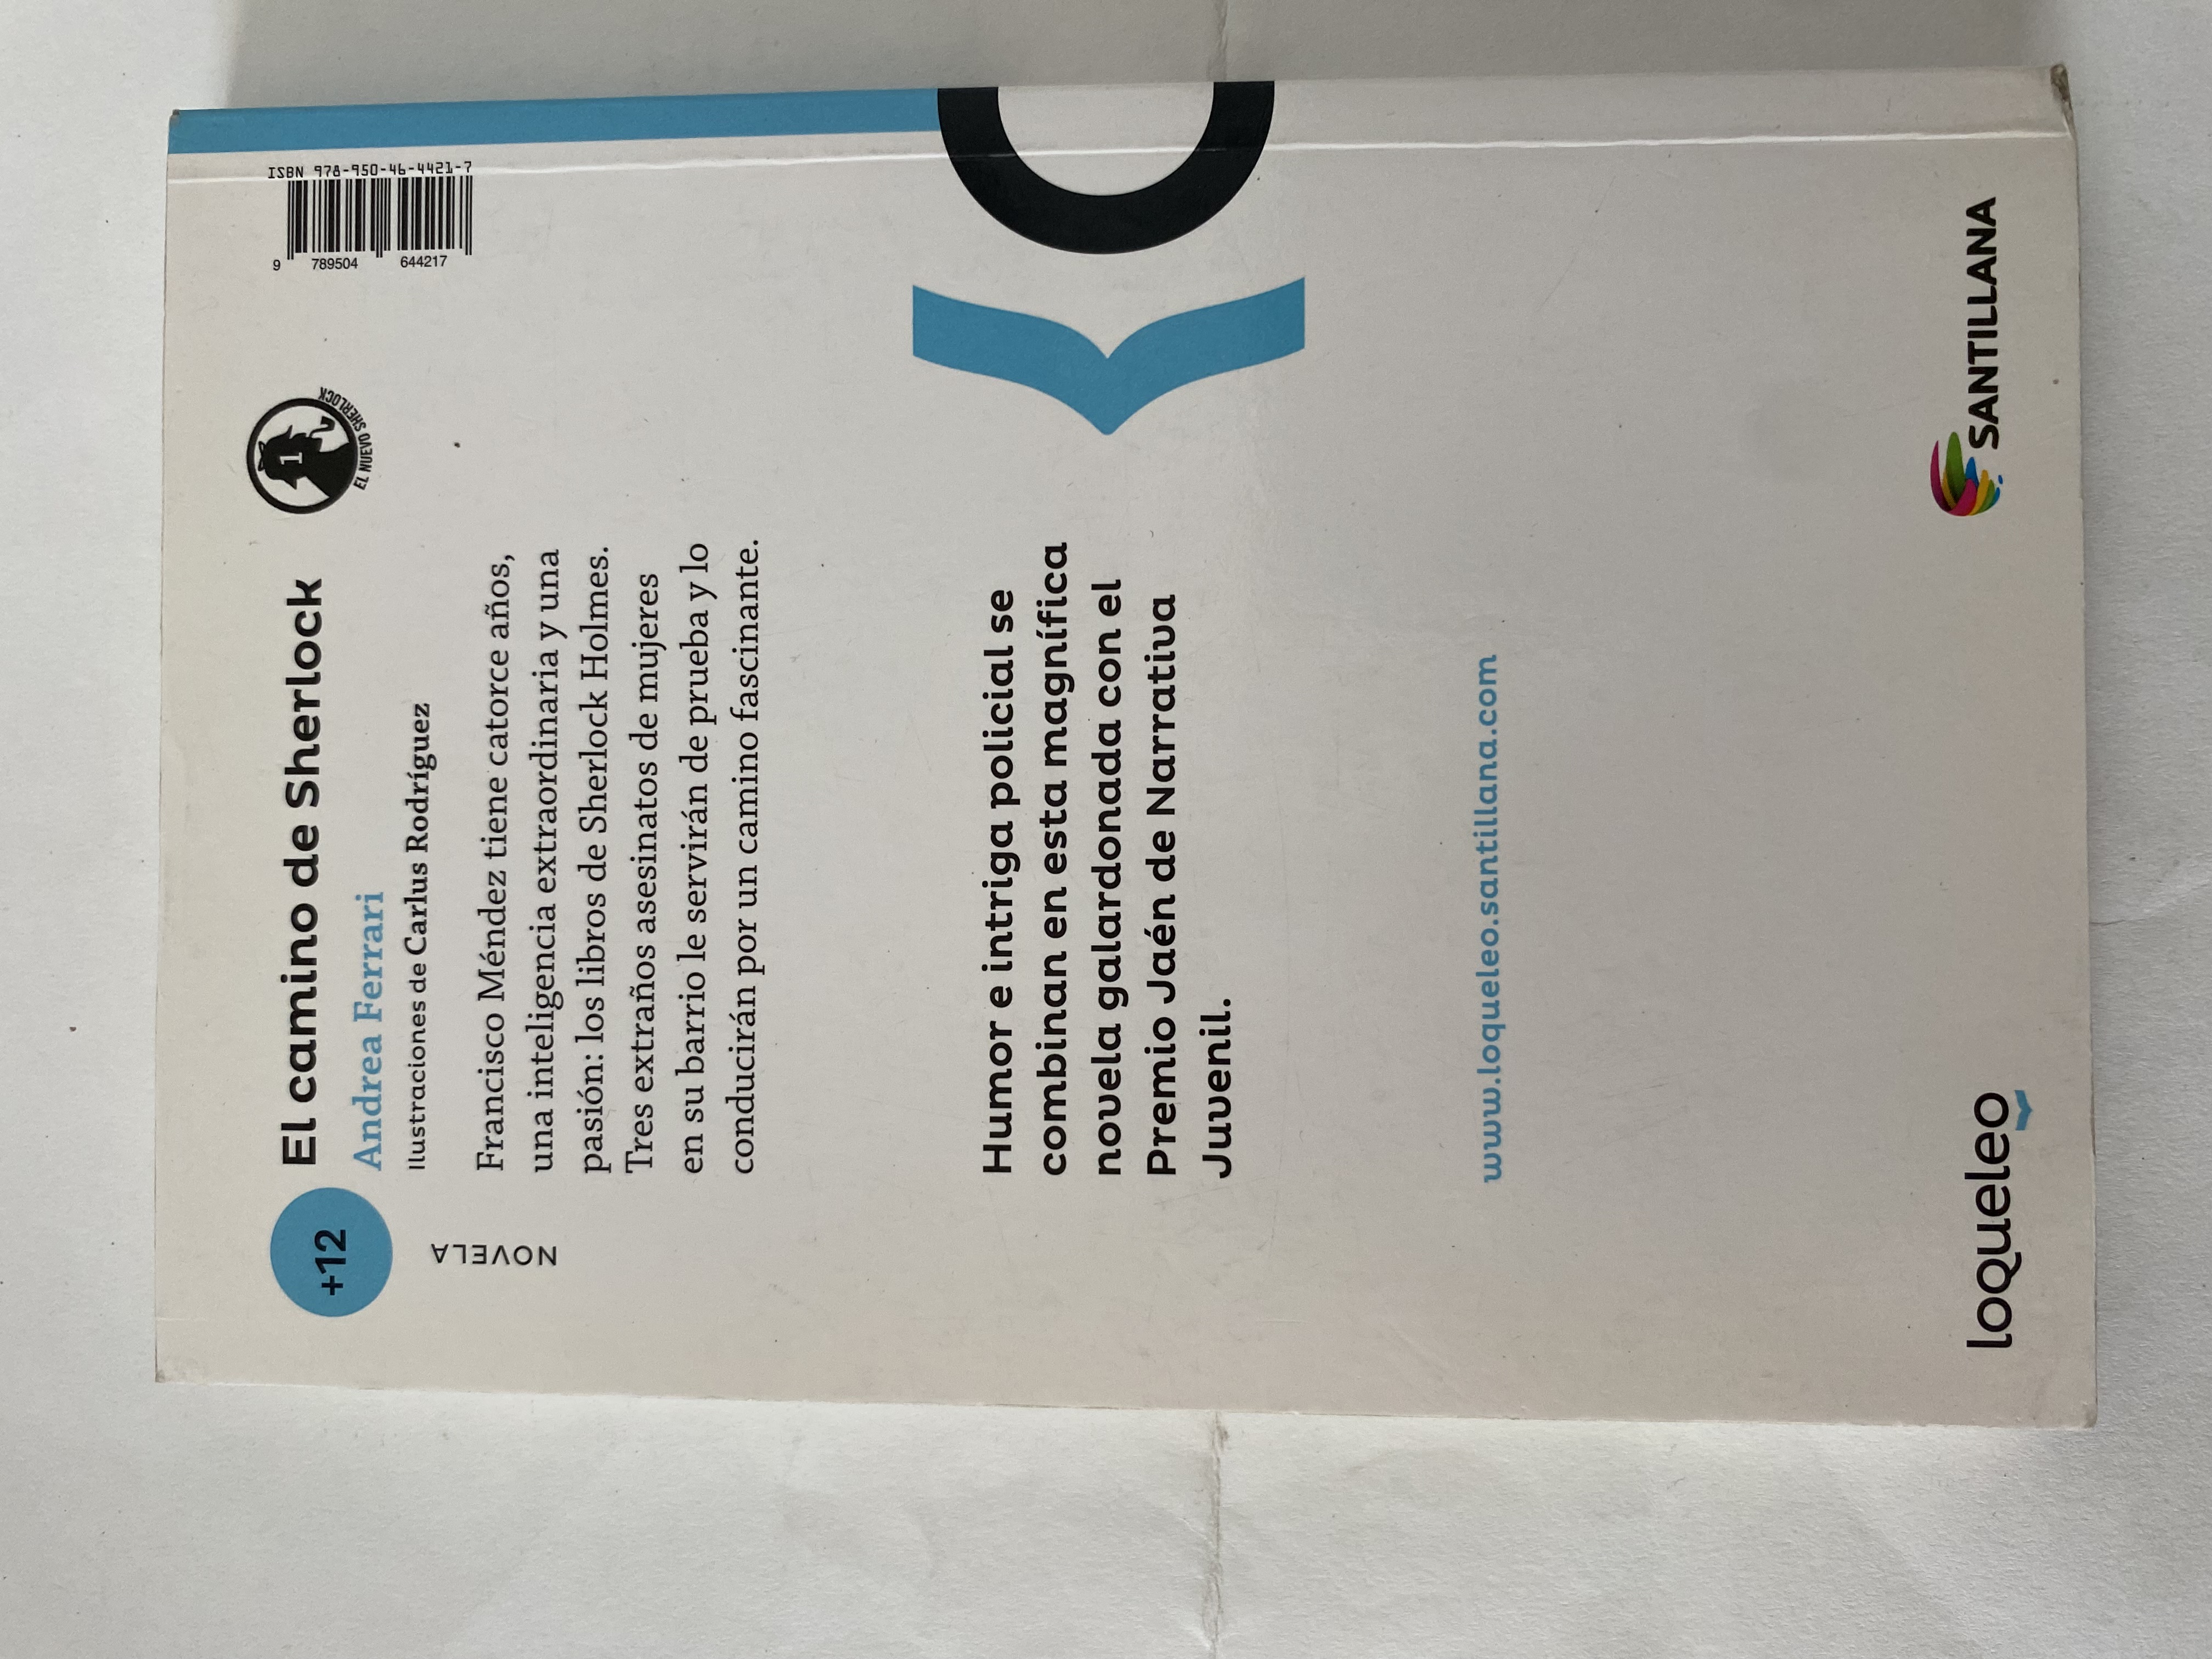 +12
NOVELA
El camino de Sherlock
Andrea Ferrari
Ilustraciones de Carlus Rodríguez
1
EL NUEVO SHERLOCK
ISBN 978-950-46-4421-7
9 789504 644217
Francisco Méndez tiene catorce años,
una inteligencia extraordinaria y una
pasión: los libros de Sherlock Holmes.
Tres extraños asesinatos de mujeres
en su barrio le servirán de prueba y lo
conducirán por un camino fascinante.
Humor e intriga policial se
combinan en esta magnífica
novela galardonada con el
Premio Jaén de Narrativa
Juvenil.
www.loqueleo.santillana.com
loqueleo
SANTILLANA